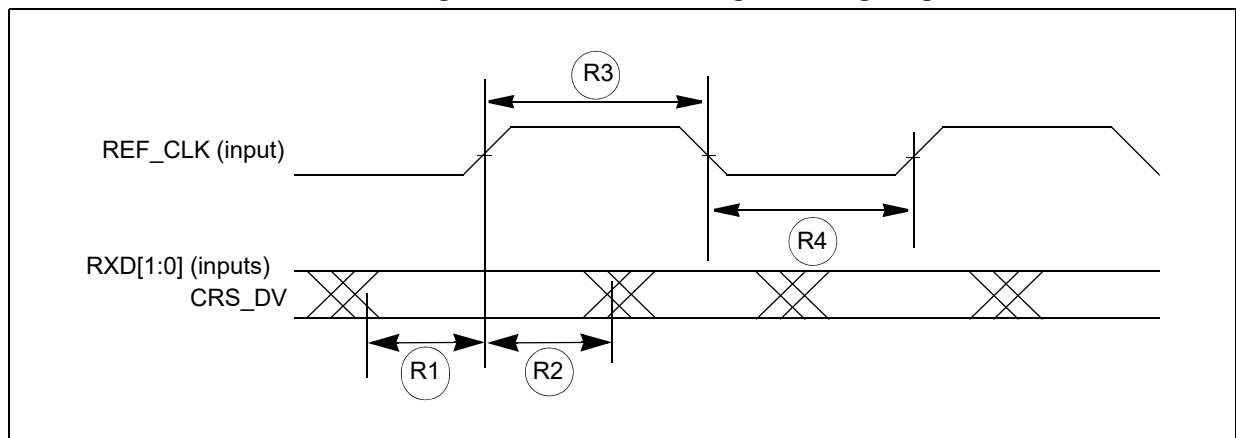 R3
REF_CLK (input)
R4
RXD[1:0] (inputs)
CRS_DV
R1
R2